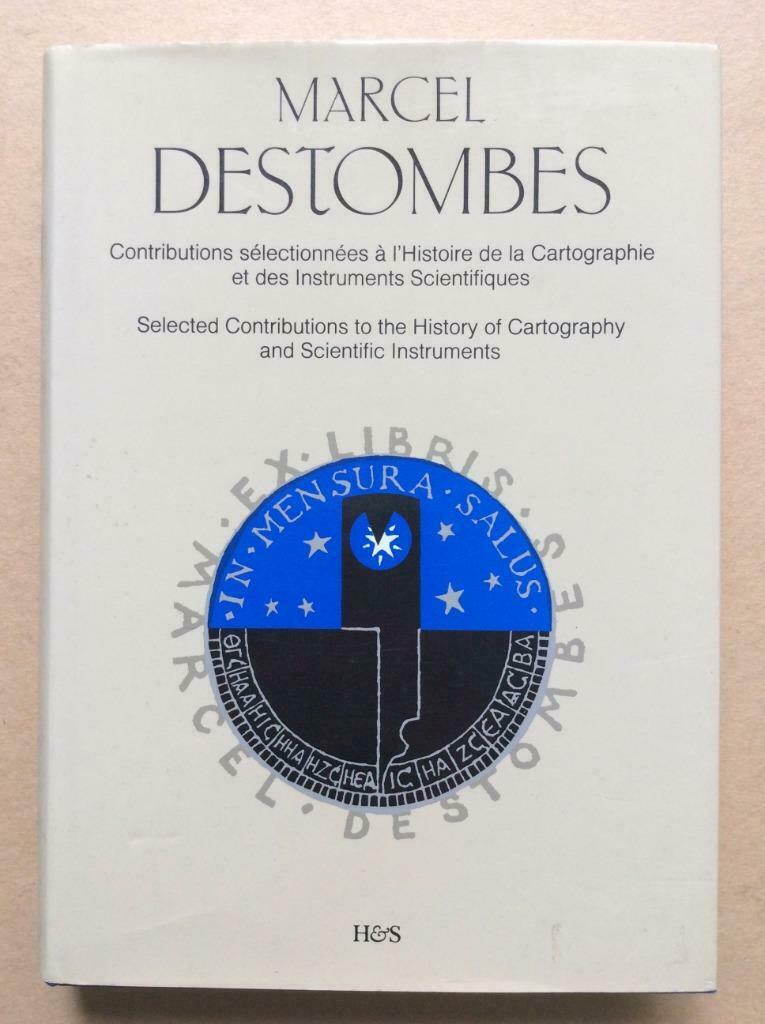 MARCEL
DESTOMBES
Contributions sélectionnées à l'Histoire de la Cartographie
et des Instruments Scientifiques
Selected Contributions to the History of Cartography
and Scientific Instruments
·EX·LIBRIS·
MARCEL·DESTOMBES
·IN·MENSURA·SALUS·
H&S